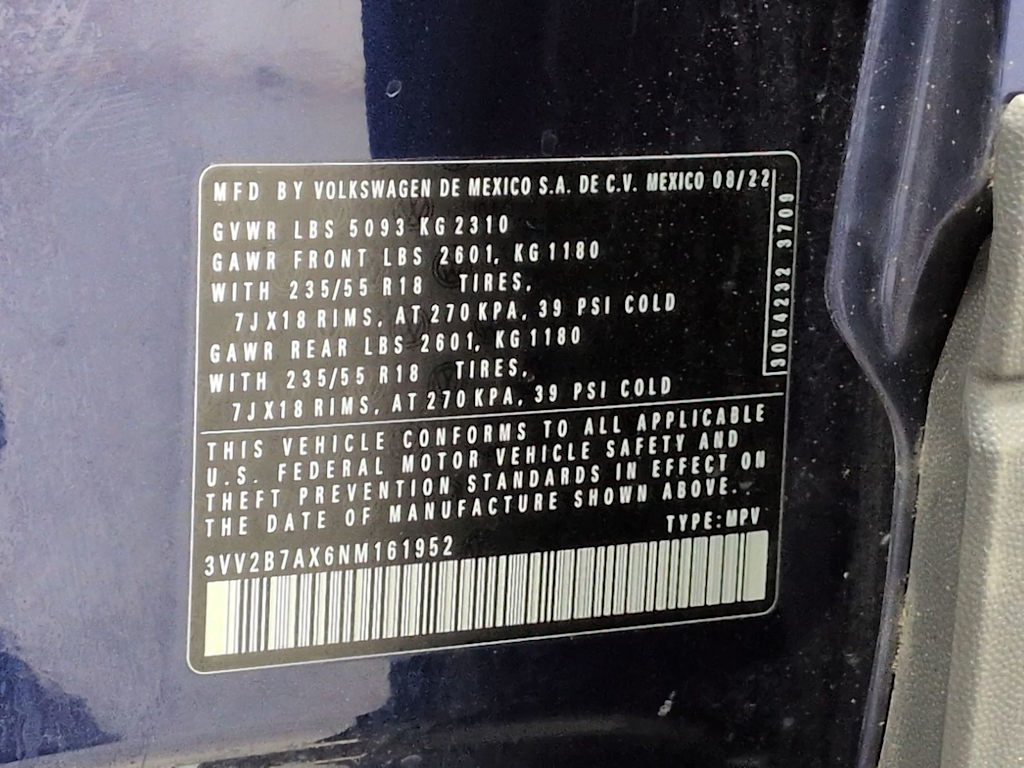 MFD BY VOLKSWAGEN DE MEXICO S.A. DE C.V. MEXICO 08/22
GVWR LBS 5093 KG 2310
GAWR FRONT LBS 2601, KG 1180
WITH 235/55 R18 TIRES,
7JX18 RIMS, AT 270 KPA, 39 PSI COLD
GAWR REAR LBS 2601, KG 1180
WITH 235/55 R18 TIRES,
7JX18 RIMS, AT 270 KPA, 39 PSI COLD
3064232 3709
THIS VEHICLE CONFORMS TO ALL APPLICABLE
U.S. FEDERAL MOTOR VEHICLE SAFETY AND
THEFT PREVENTION STANDARDS IN EFFECT ON
THE DATE OF MANUFACTURE SHOWN ABOVE..
TYPE: MPV
3VV2B7AX6NM161952